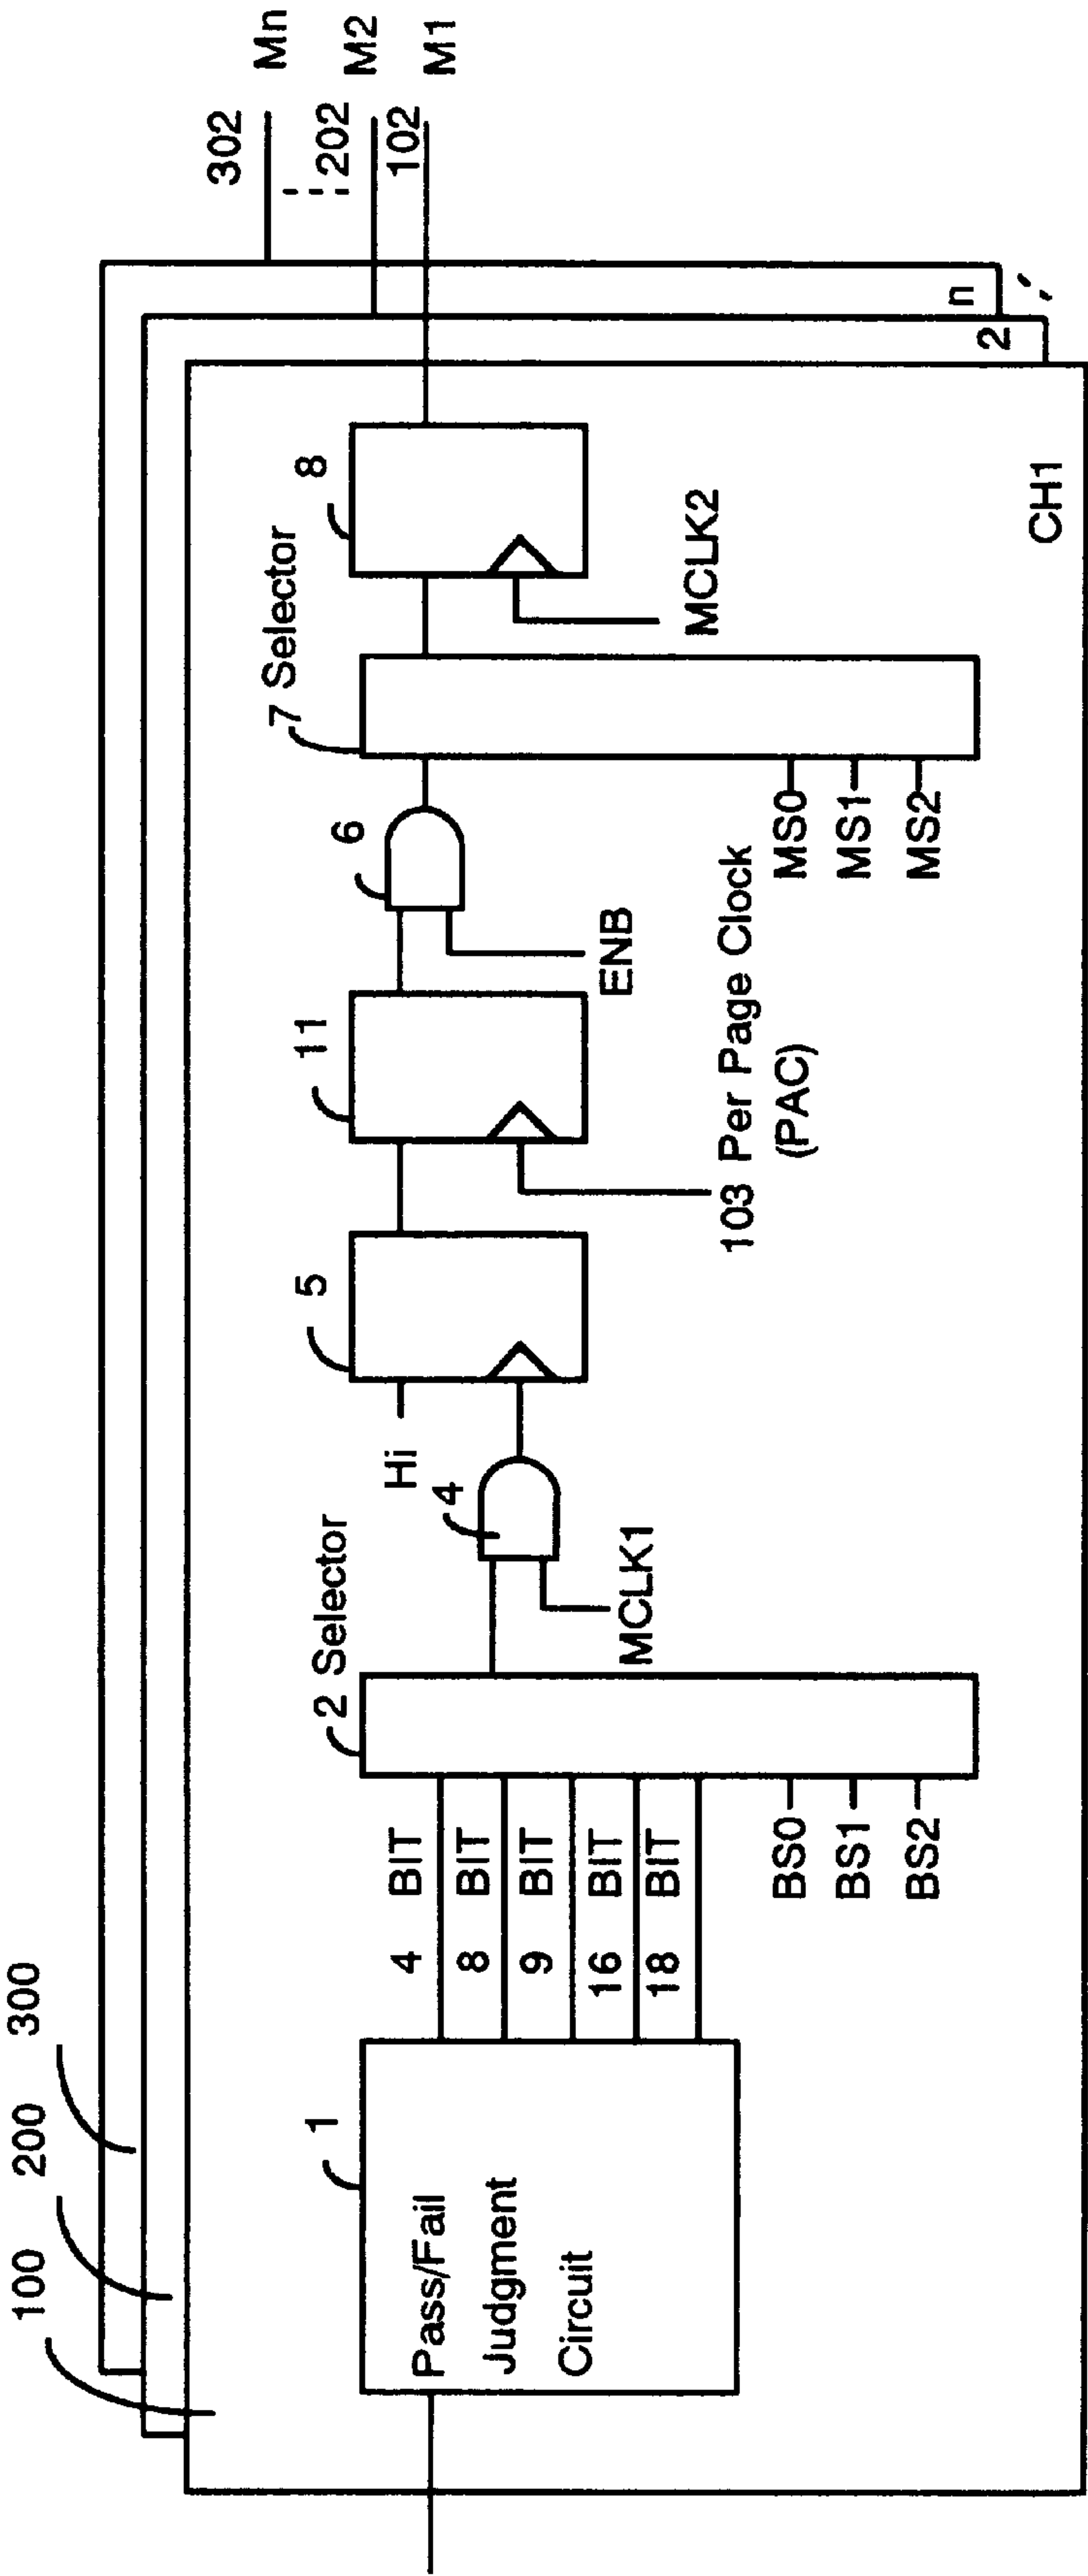 100
200
300
1
Pass/Fail
Judgment
Circuit
4 BIT
8 BIT
9 BIT
16 BIT
18 BIT
2 Selector
BS0
BS1
BS2
4
MCLK1
Hi
5
11
103 Per Page Clock
(PAC)
6
ENB
7 Selector
MS0
MS1
MS2
8
MCLK2
CH1
2
n
302
Mn
202
M2
102
M1